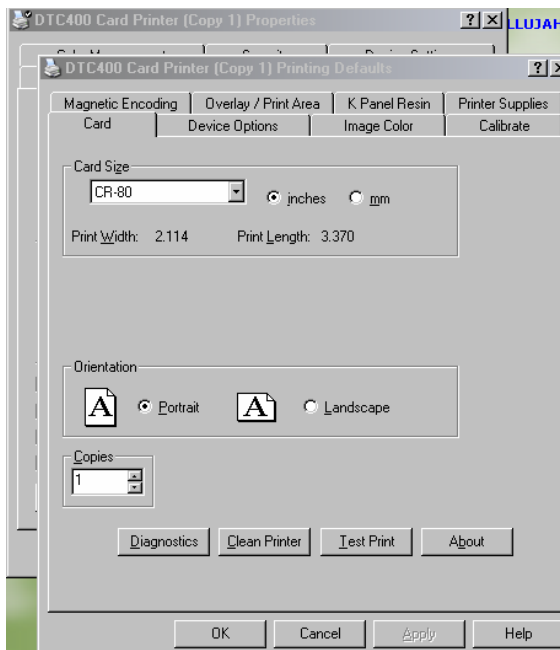 DTC400 Card Printer (Copy 1) Properties
LLUJAH
DTC400 Card Printer (Copy 1) Printing Defaults
Magnetic Encoding Overlay / Print Area K Panel Resin Printer Supplies
Card Device Options Image Color Calibrate
Card Size
CR-80 inches mm
Print Width: 2.114 Print Length: 3.370
Orientation
A Portrait A Landscape
Copies
1
Diagnostics Clean Printer Test Print About
OK Cancel Apply Help